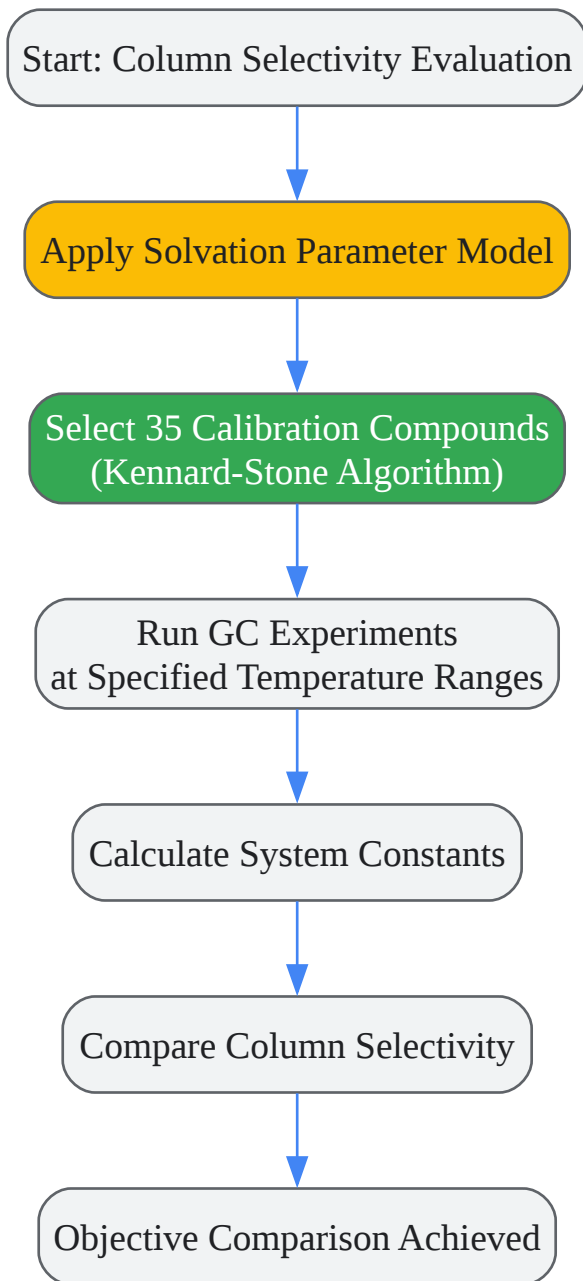 Start: Column Selectivity Evaluation
Apply Solvation Parameter Model
Select 35 Calibration Compounds
(Kennard-Stone Algorithm)
Run GC Experiments
at Specified Temperature Ranges
Calculate System Constants
Compare Column Selectivity
Objective Comparison Achieved